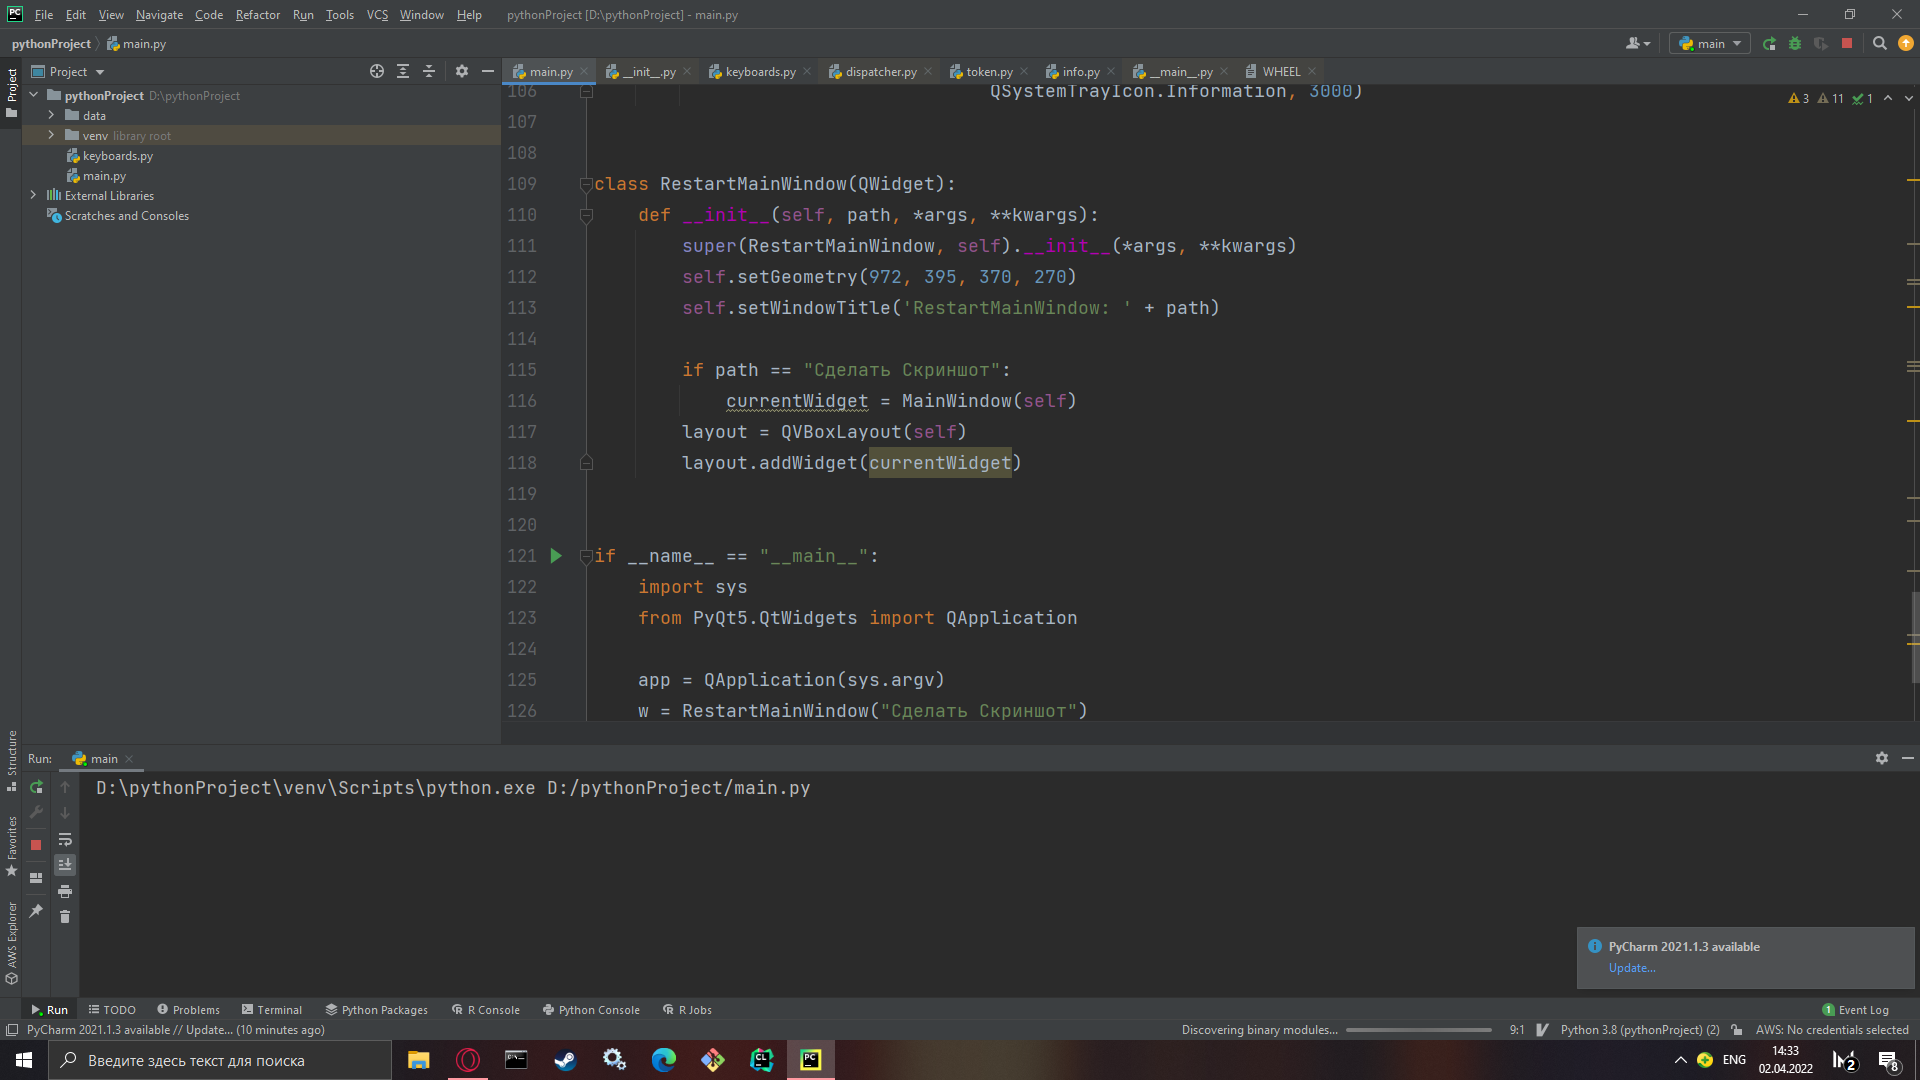 PC File Edit View Navigate Code Refactor Run Tools VCS Window Help pythonProject [D:\pythonProject] - main.py
pythonProject main.py main
Project
Project
main.py __init__.py keyboards.py dispatcher.py token.py info.py __main__.py WHEEL
pythonProject D:\pythonProject
data
venv library root
keyboards.py
main.py
External Libraries
Scratches and Consoles
3 11 1
106 QSystemTrayIcon.Information, 3000)
107
108
109 class RestartMainWindow(QWidget):
110 def __init__(self, path, *args, **kwargs):
111 super(RestartMainWindow, self).__init__(*args, **kwargs)
112 self.setGeometry(972, 395, 370, 270)
113 self.setWindowTitle('RestartMainWindow: ' + path)
114
115 if path == "Сделать Скриншот":
116 currentWidget = MainWindow(self)
117 layout = QVBoxLayout(self)
118 layout.addWidget(currentWidget)
119
120
121 if __name__ == "__main__":
122 import sys
123 from PyQt5.QtWidgets import QApplication
124
125 app = QApplication(sys.argv)
126 w = RestartMainWindow("Сделать Скриншот")
Structure
Favorites
AWS Explorer
Run: main
D:\pythonProject\venv\Scripts\python.exe D:/pythonProject/main.py
PyCharm 2021.1.3 available
Update...
Run TODO Problems Terminal Python Packages R Console Python Console R Jobs 1 Event Log
PyCharm 2021.1.3 available // Update... (10 minutes ago) Discovering binary modules... 9:1 Python 3.8 (pythonProject) (2) AWS: No credentials selected
Введите здесь текст для поиска CL PC ENG 14:33 2 8
02.04.2022